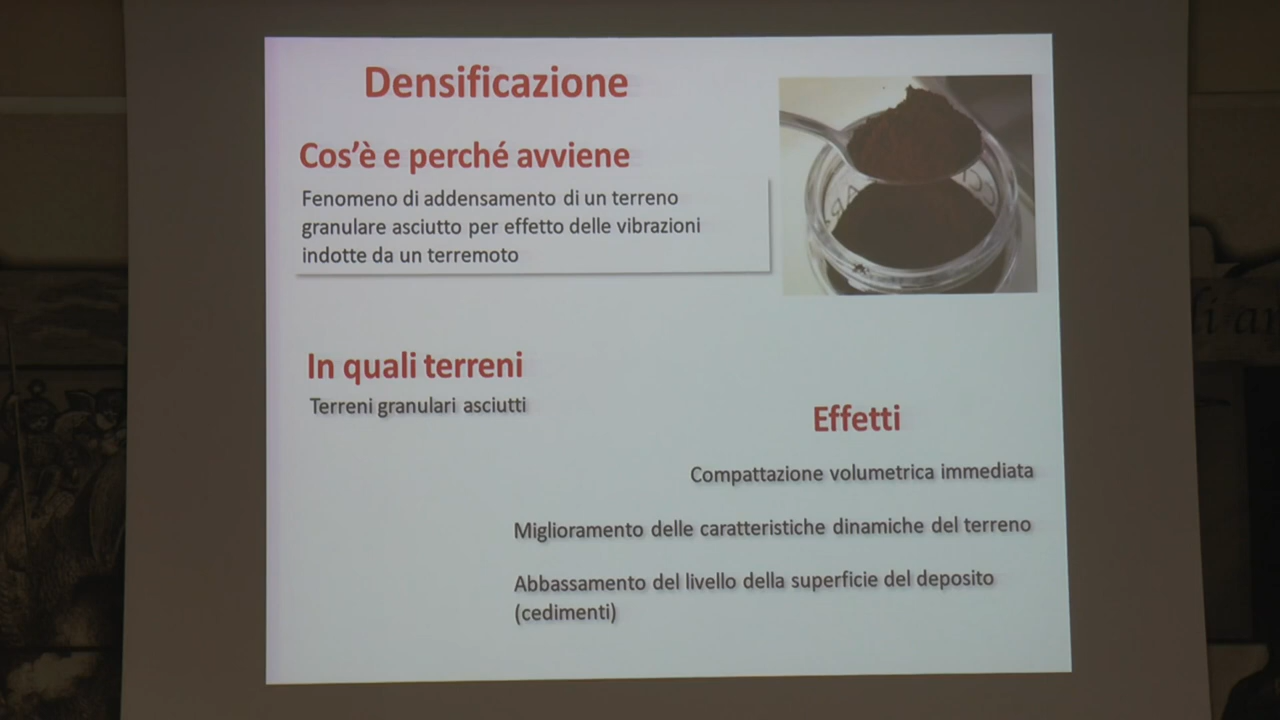 Densificazione
Cos'è e perché avviene
Fenomeno di addensamento di un terreno
granulare asciutto per effetto delle vibrazioni
indotte da un terremoto
In quali terreni
Terreni granulari asciutti
Effetti
Compattazione volumetrica immediata
Miglioramento delle caratteristiche dinamiche del terreno
Abbassamento del livello della superficie del deposito
(cedimenti)